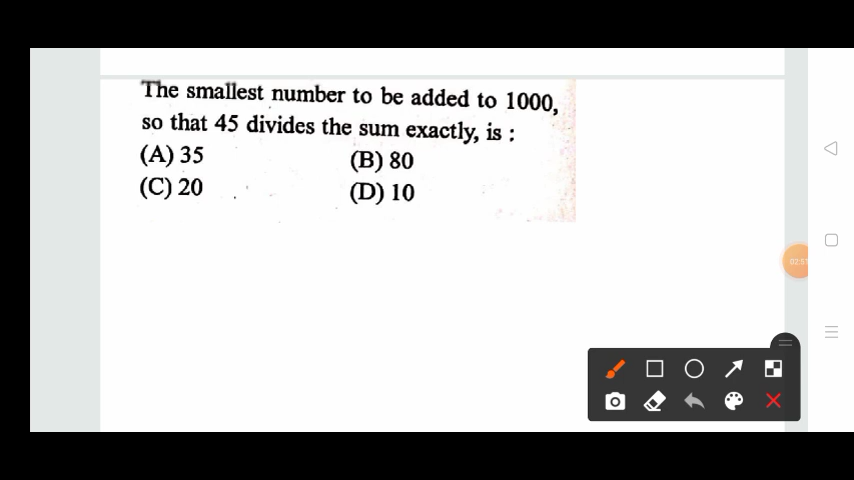 The smallest number to be added to 1000,
so that 45 divides the sum exactly, is :
(A) 35 (B) 80
(C) 20 (D) 10